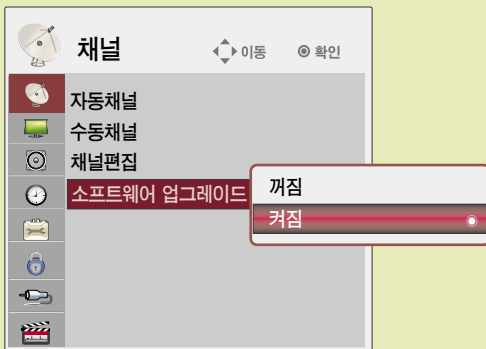 채널
이동
확인
자동채널
수동채널
채널편집
소프트웨어 업그레이드
꺼짐
켜짐